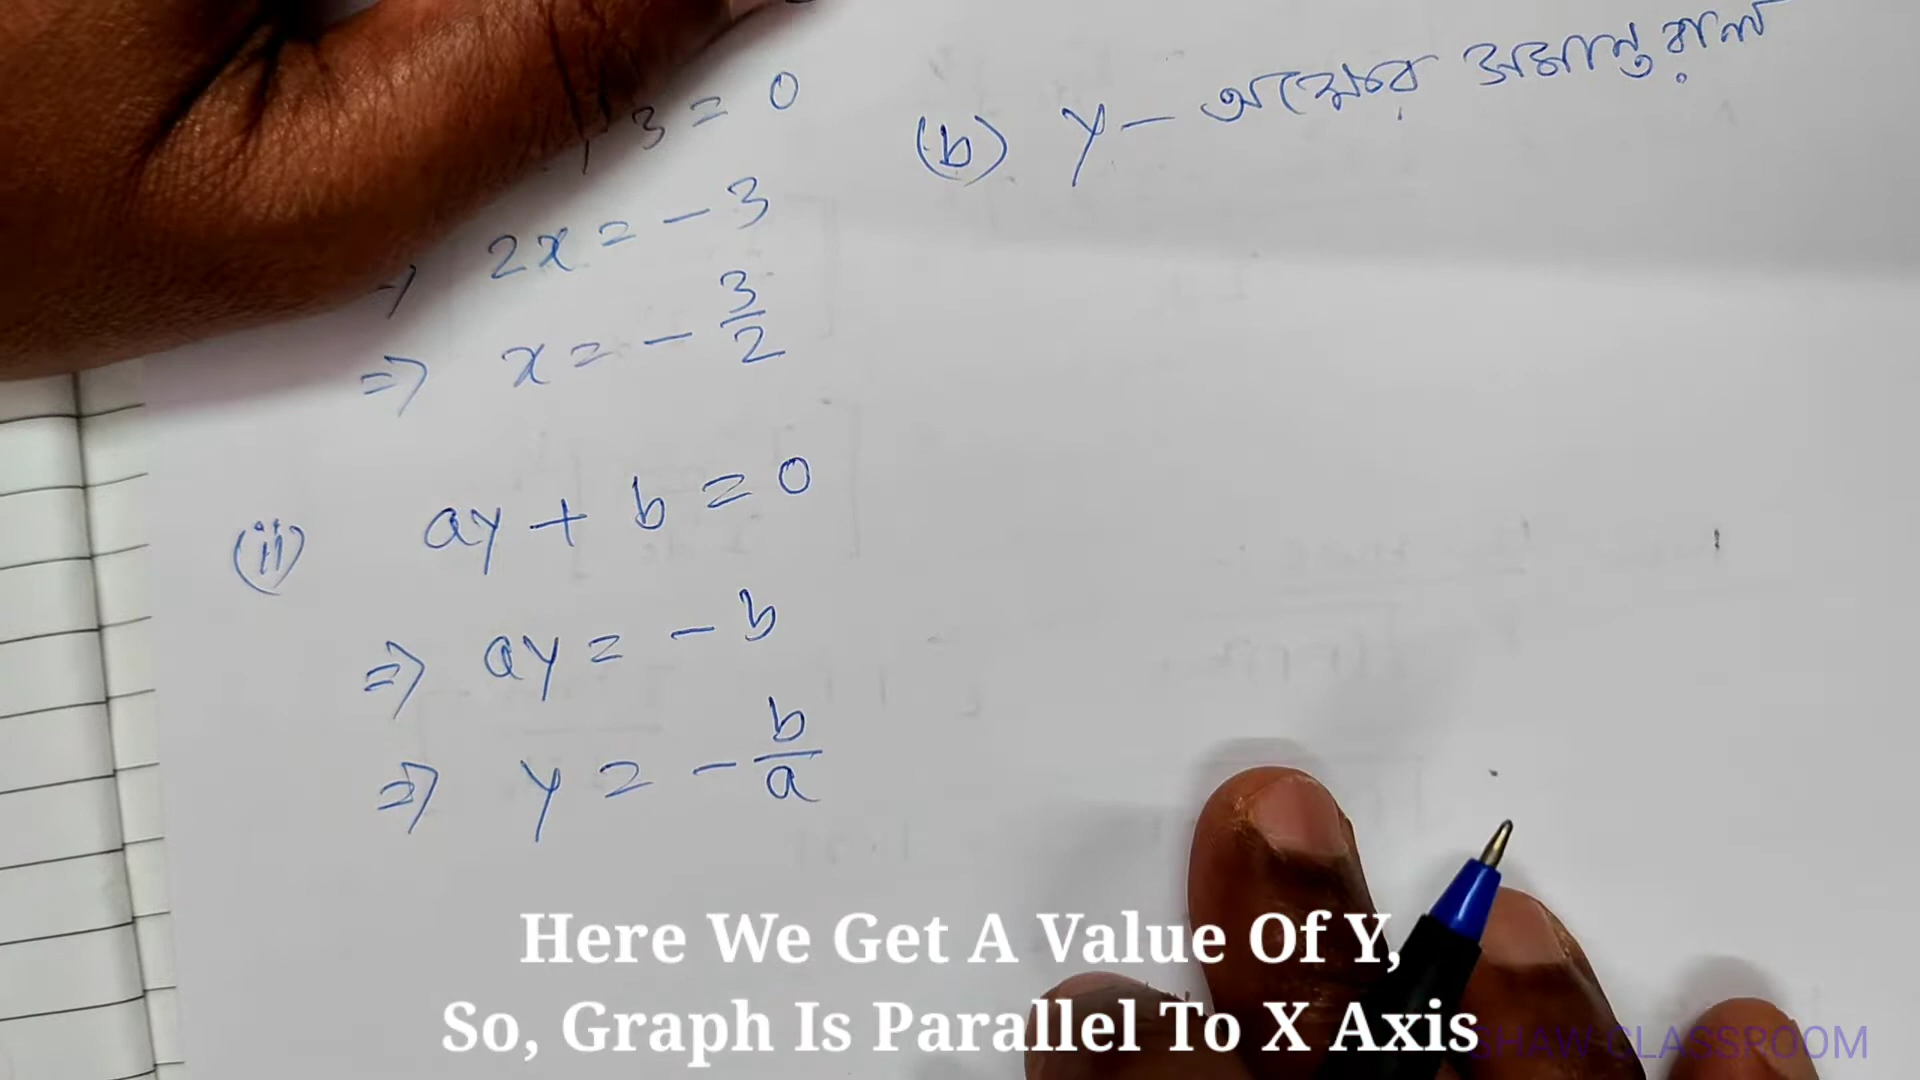 3 = 0
2x = - 3
=> x = - 3/2
(b) y - অক্ষের সমান্তরাল
(ii) ay + b = 0
=> ay = - b
=> y = - b/a
Here We Get A Value Of Y,
So, Graph Is Parallel To X Axis
SHAW CLASSROOM